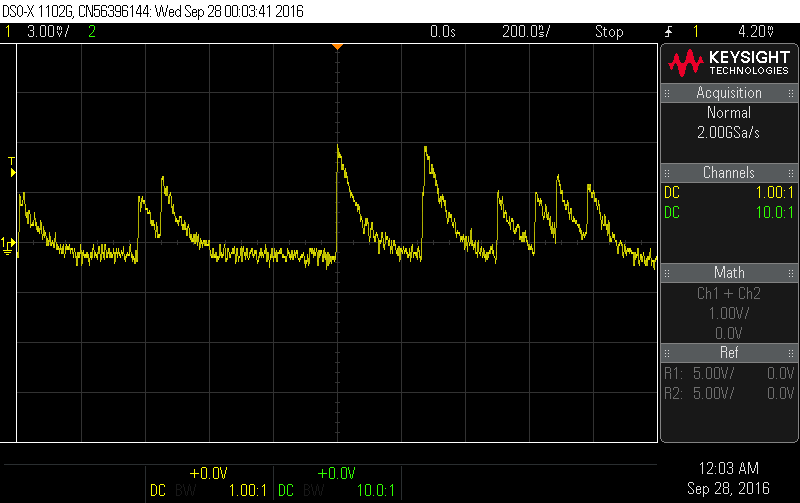 DSO-X 1102G, CN56396144: Wed Sep 28 00:03:41 2016
1 3.00V/ 2 0.0s 200.0s/ Stop 1 4.20V
KEYSIGHT
TECHNOLOGIES
Acquisition
Normal
2.00GSa/s
Channels
DC 1.00:1
DC 10.0:1
Math
Ch1 + Ch2
1.00V/
0.0V
Ref
R1: 5.00V/ 0.0V
R2: 5.00V/ 0.0V
T
1
+0.0V +0.0V
DC BW 1.00:1 DC BW 10.0:1
12:03 AM
Sep 28, 2016